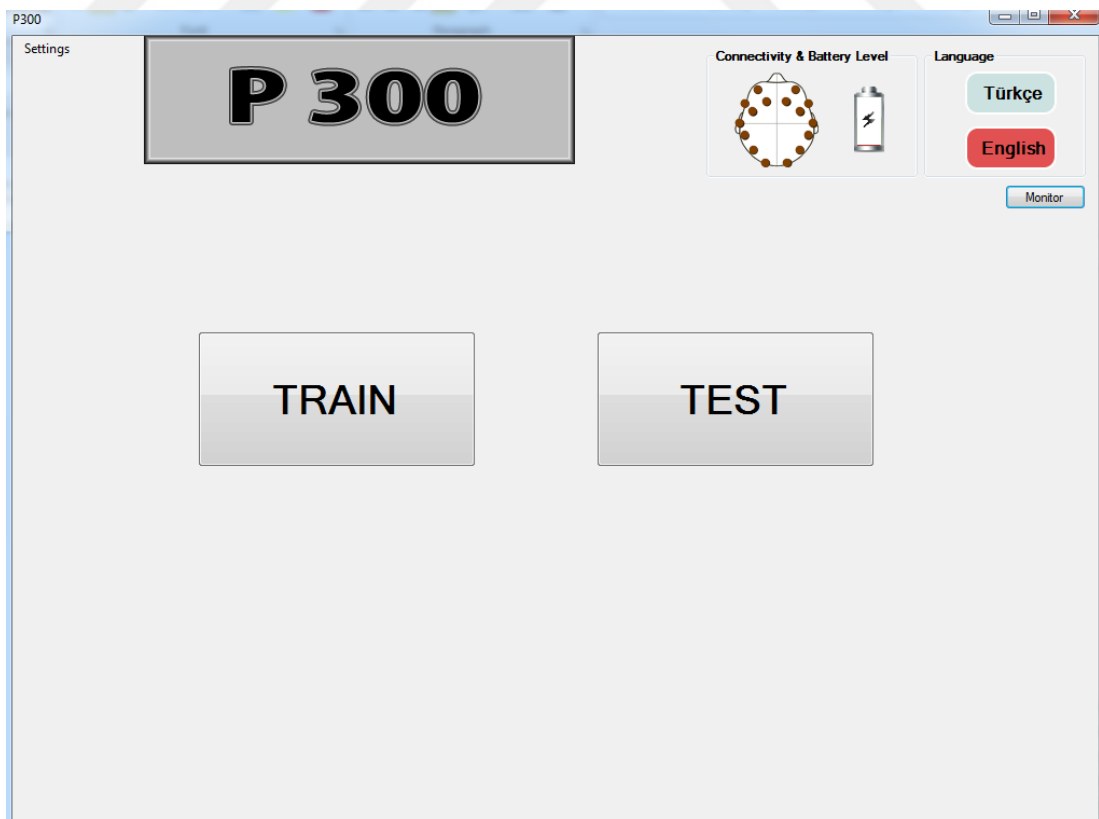 P300
Settings
P 300
Connectivity & Battery Level
Language
Türkçe
English
Monitor
TRAIN
TEST